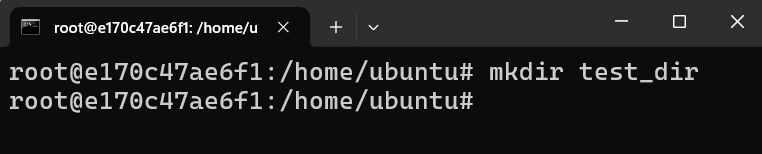 root@e170c47ae6f1: /home/u
root@e170c47ae6f1:/home/ubuntu# mkdir test_dir
root@e170c47ae6f1:/home/ubuntu#